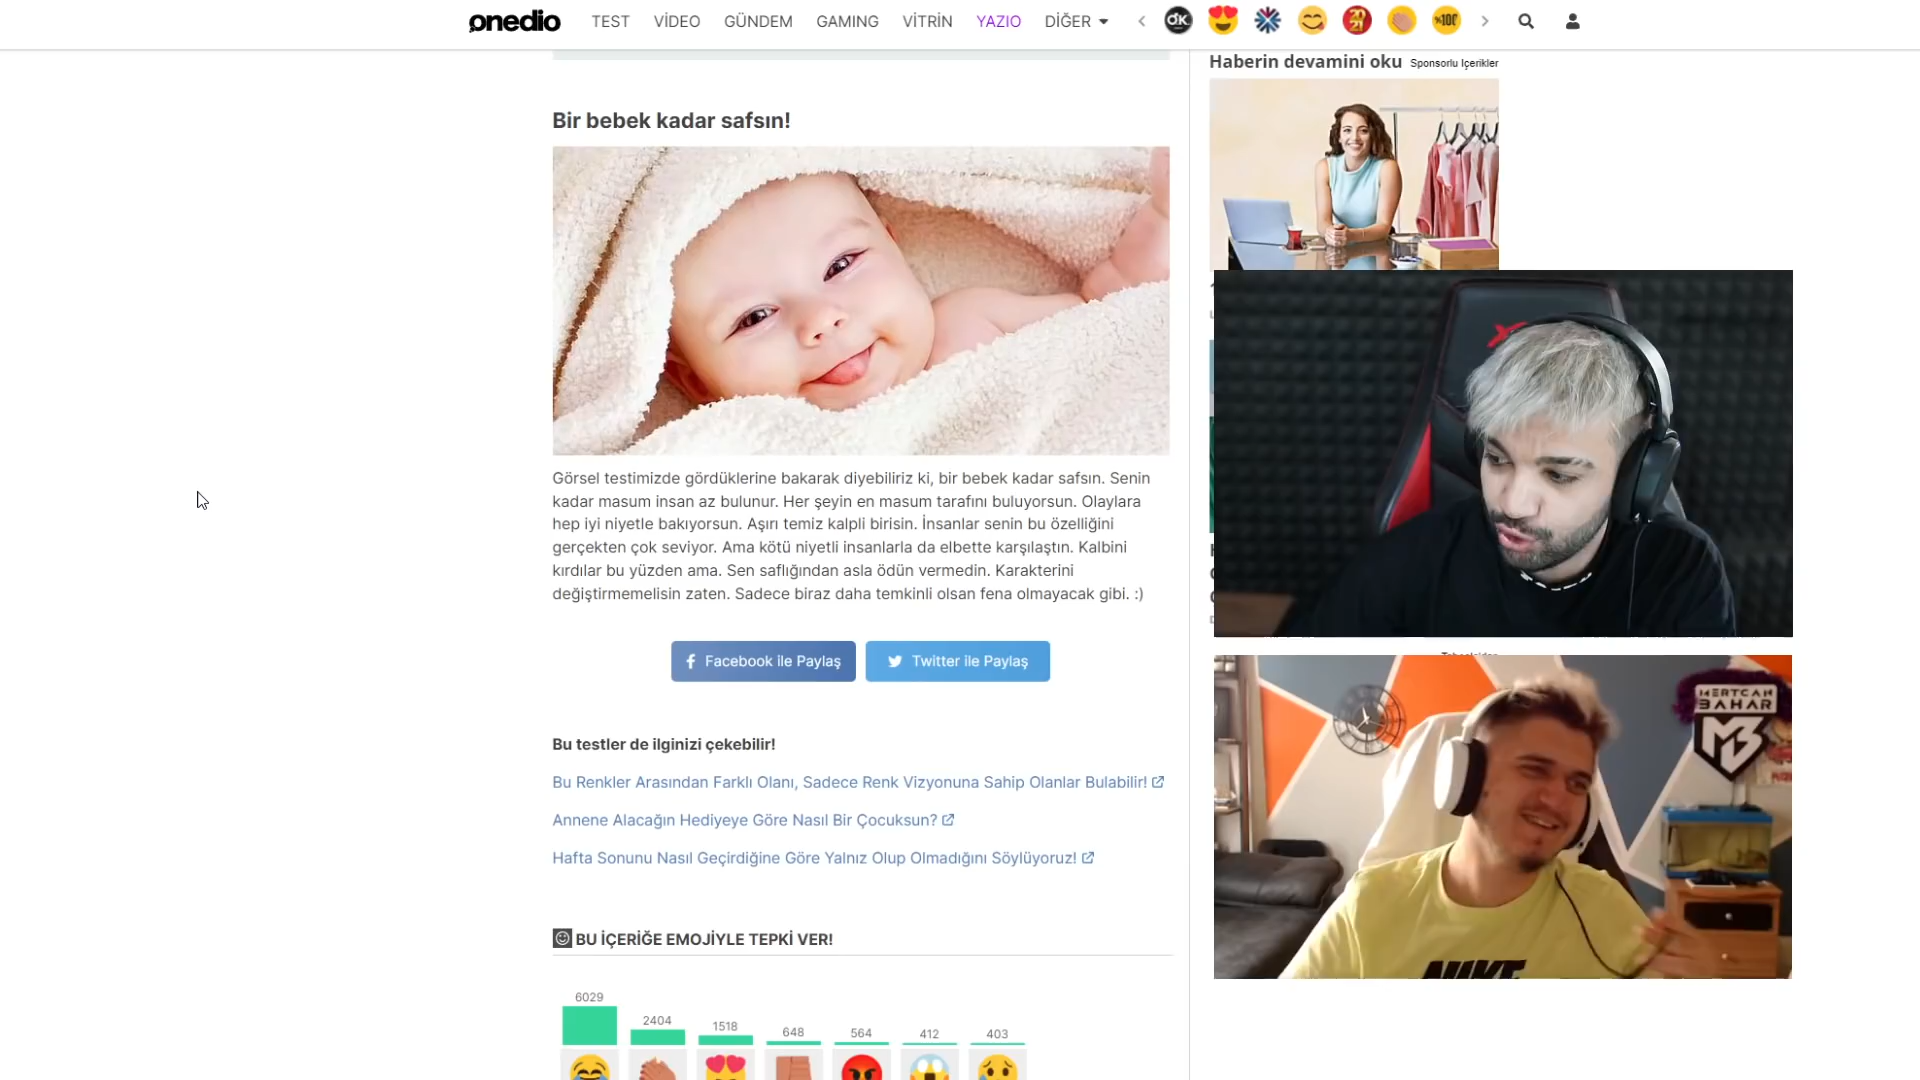 onedio TEST VİDEO GÜNDEM GAMING VİTRİN YAZIO DİĞER
Haberin devamini oku Sponsorlu Içerikler
Bir bebek kadar safsın!
Görsel testimizde gördüklerine bakarak diyebiliriz ki, bir bebek kadar safsın. Senin
kadar masum insan az bulunur. Her şeyin en masum tarafını buluyorsun. Olaylara
hep iyi niyetle bakıyorsun. Aşırı temiz kalpli birisin. İnsanlar senin bu özelliğini
gerçekten çok seviyor. Ama kötü niyetli insanlarla da elbette karşılaştın. Kalbini
kırdılar bu yüzden ama. Sen saflığından asla ödün vermedin. Karakterini
değiştirmemelisin zaten. Sadece biraz daha temkinli olsan fena olmayacak gibi. :)
Facebook ile Paylaş
Twitter ile Paylaş
MERTCAN
BAHAR
MB
Bu testler de ilginizi çekebilir!
Bu Renkler Arasından Farklı Olanı, Sadece Renk Vizyonuna Sahip Olanlar Bulabilir!
Annene Alacağın Hediyeye Göre Nasıl Bir Çocuksun?
Hafta Sonunu Nasıl Geçirdiğine Göre Yalnız Olup Olmadığını Söylüyoruz!
BU İÇERİĞE EMOJİYLE TEPKİ VER!
6029 2404 1518 648 564 412 403